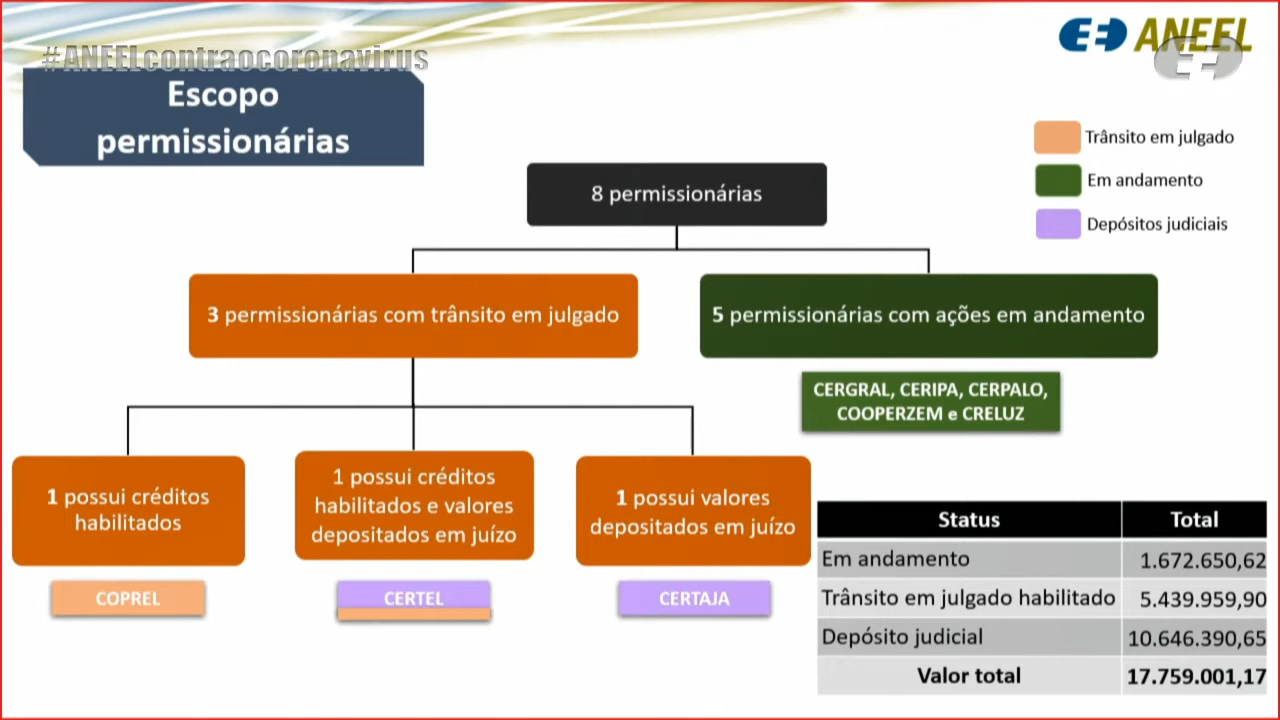 #ANEELcontraocoronavirus
ANEEL
Escopo
permissionárias
Trânsito em julgado
Em andamento
Depósitos judiciais
8 permissionárias
3 permissionárias com trânsito em julgado
5 permissionárias com ações em andamento
CERGRAL, CERIPA, CERPALO,
COOPERZEM e CRELUZ
1 possui créditos
habilitados
1 possui créditos
habilitados e valores
depositados em juízo
1 possui valores
depositados em juízo
COPREL
CERTEL
CERTAJA
Status Total
Em andamento 1.672.650,62
Trânsito em julgado habilitado 5.439.959,90
Depósito judicial 10.646.390,65
Valor total 17.759.001,17